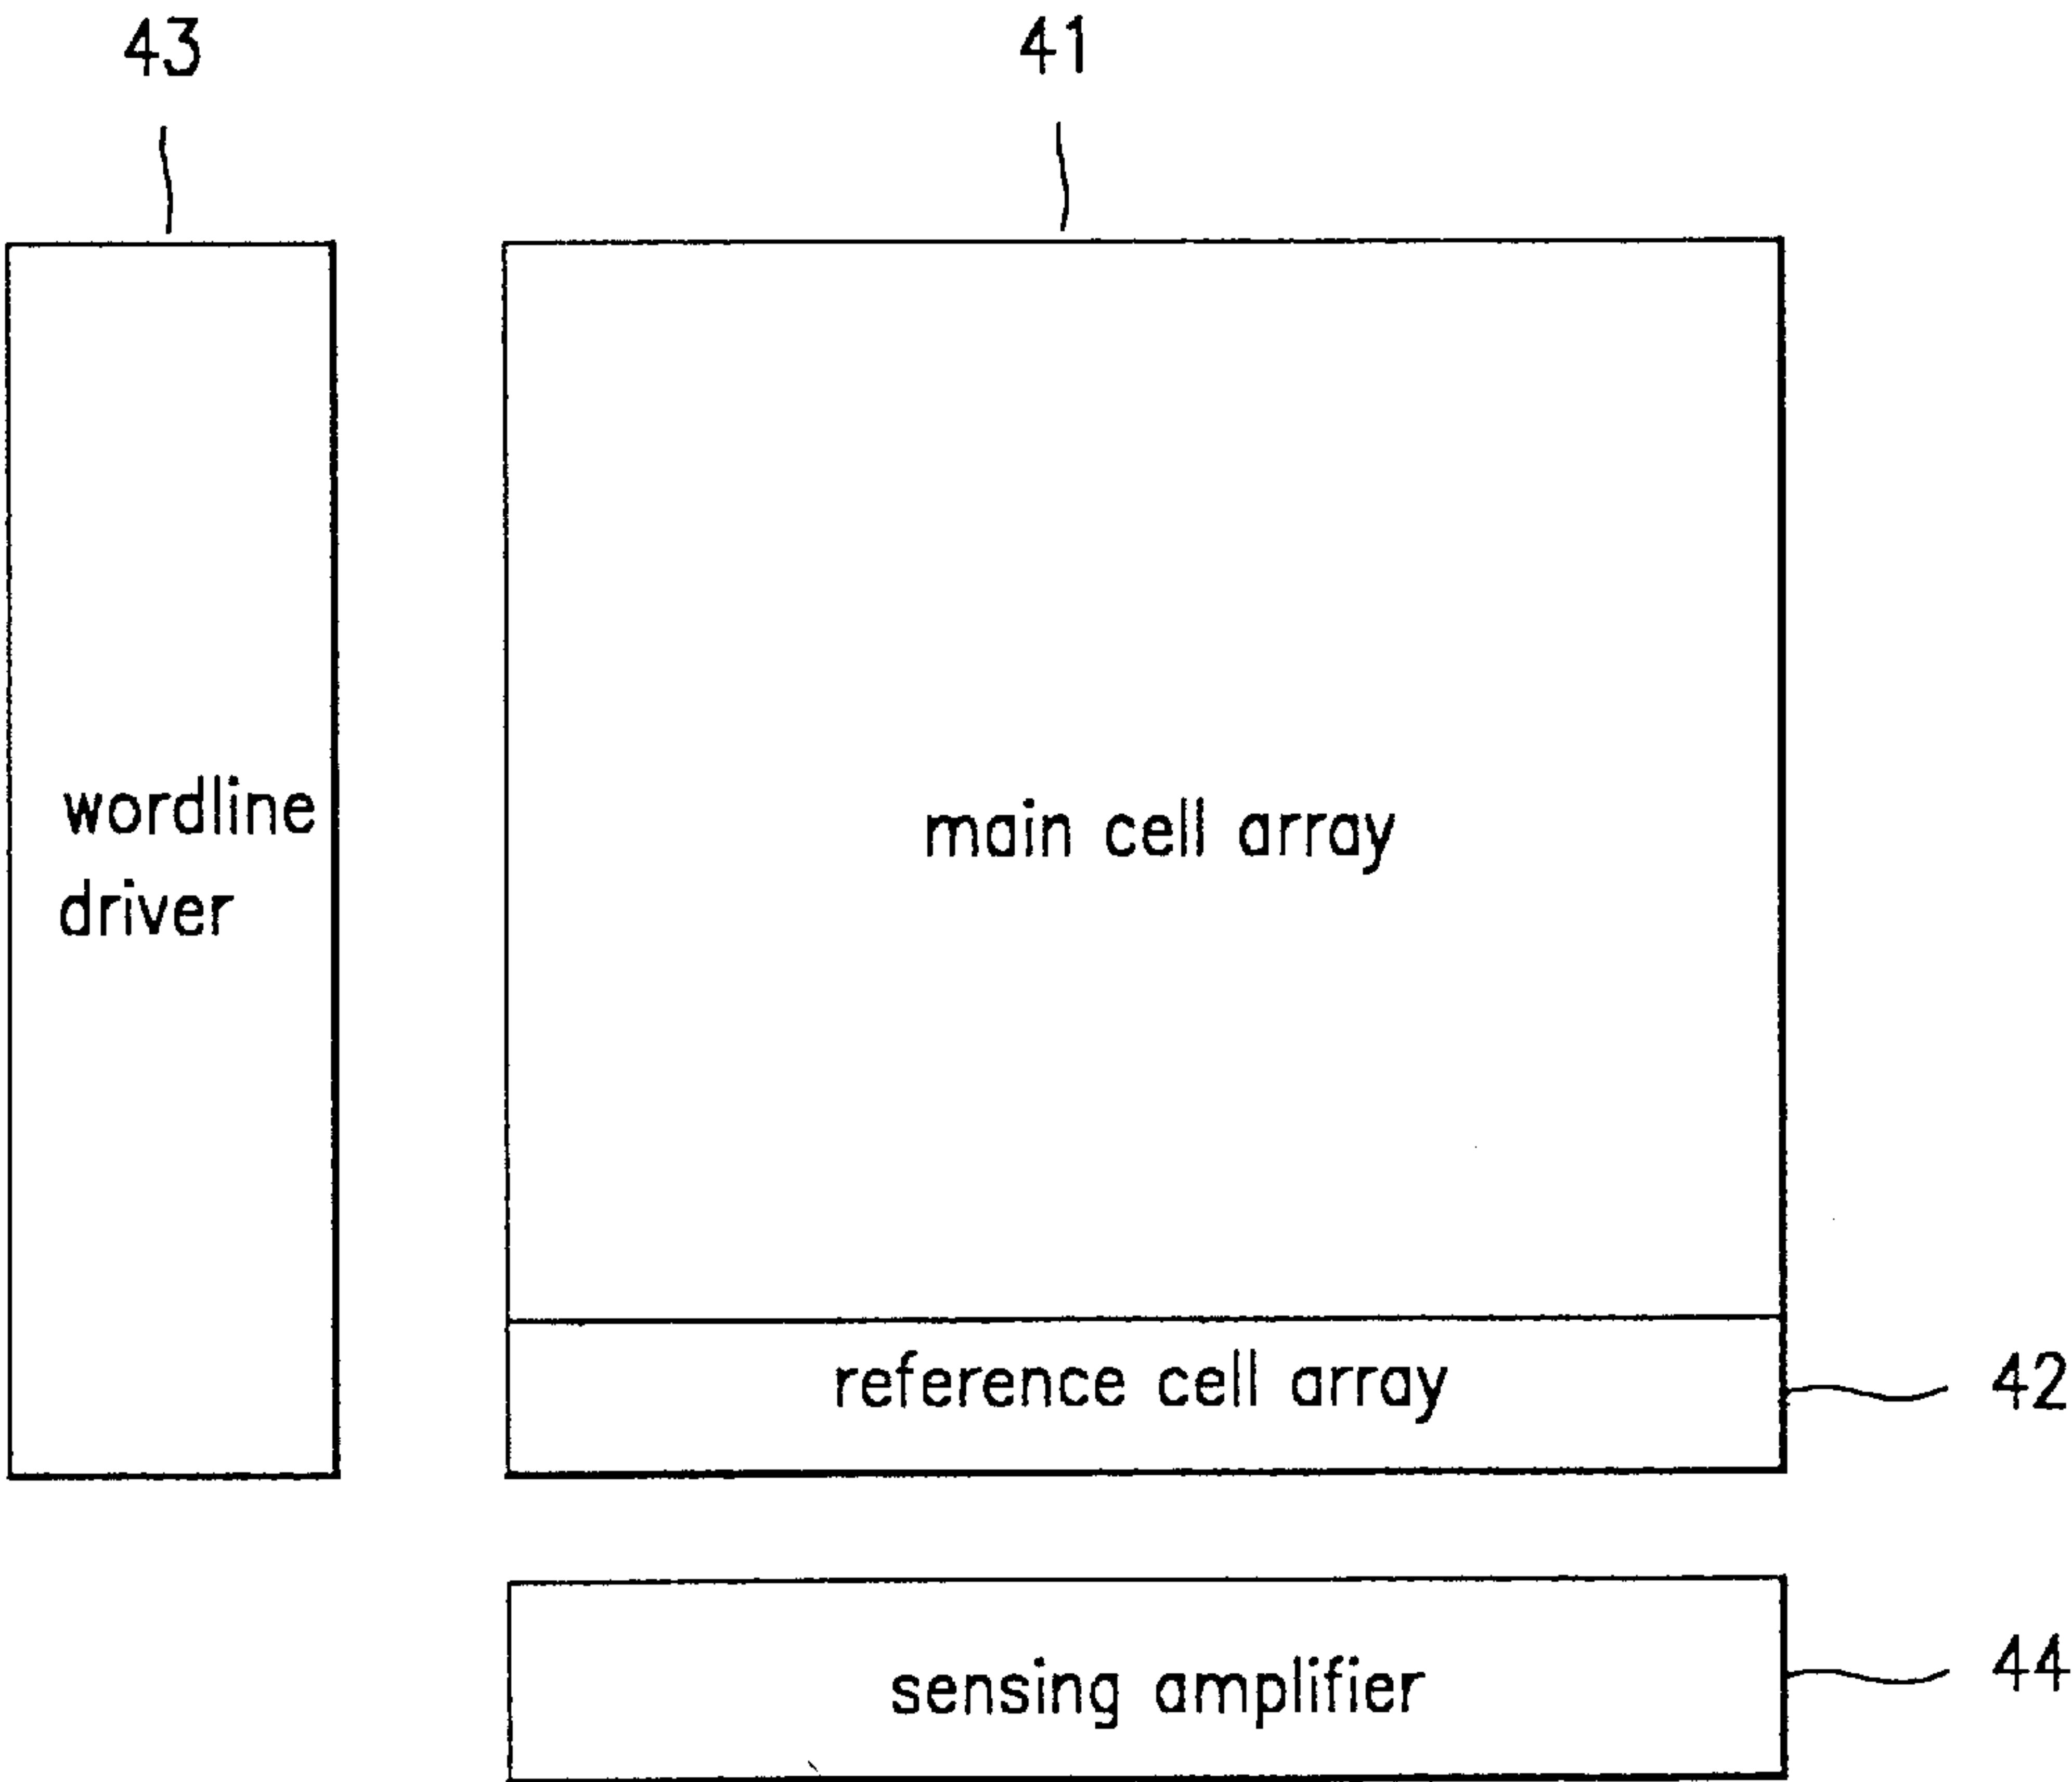 43
41
wordline
driver
main cell array
reference cell array
42
sensing amplifier
44